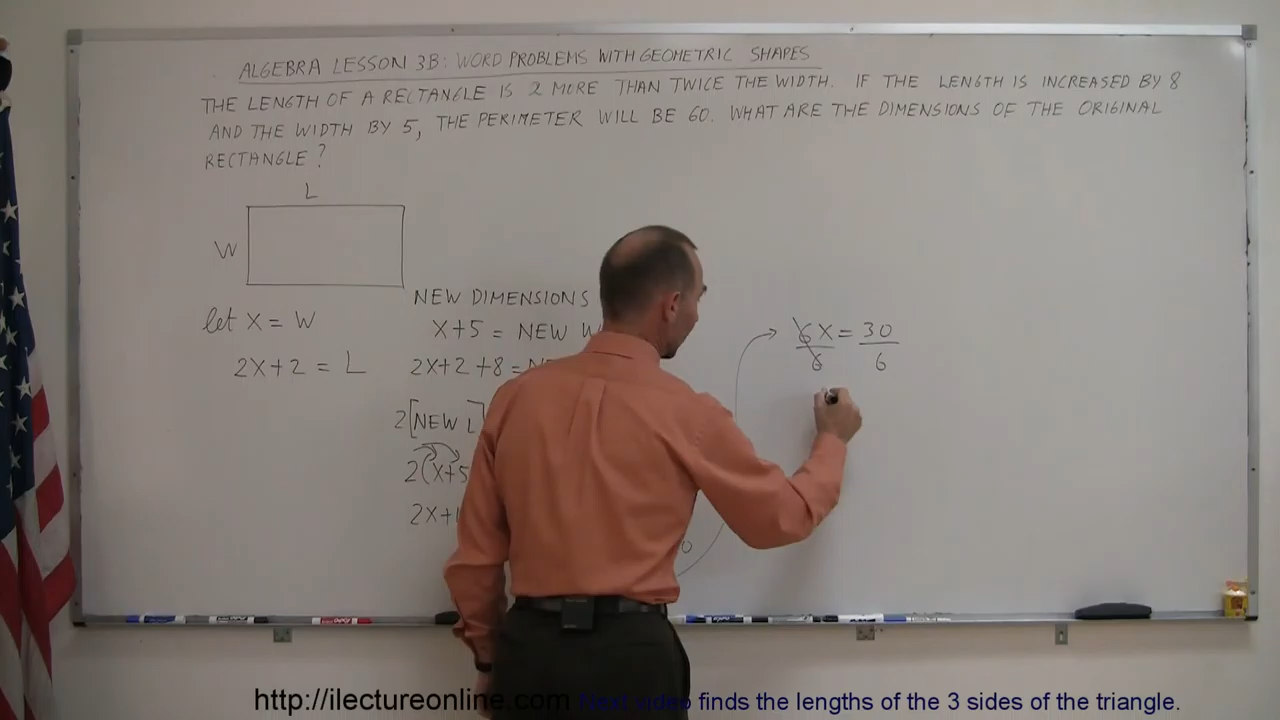 ALGEBRA LESSON 3B: WORD PROBLEMS WITH GEOMETRIC SHAPES
THE LENGTH OF A RECTANGLE IS 2 MORE THAN TWICE THE WIDTH. IF THE LENGTH IS INCREASED BY 8
AND THE WIDTH BY 5, THE PERIMETER WILL BE 60. WHAT ARE THE DIMENSIONS OF THE ORIGINAL
RECTANGLE?
L
W
let X = W
2X+2 = L
NEW DIMENSIONS
X+5 = NEW W
2X+2+8 =
2[NEW L]
2(X+5
2X+1
6X = 30
6 6
http://ilectureonline.com Next video finds the lengths of the 3 sides of the triangle.